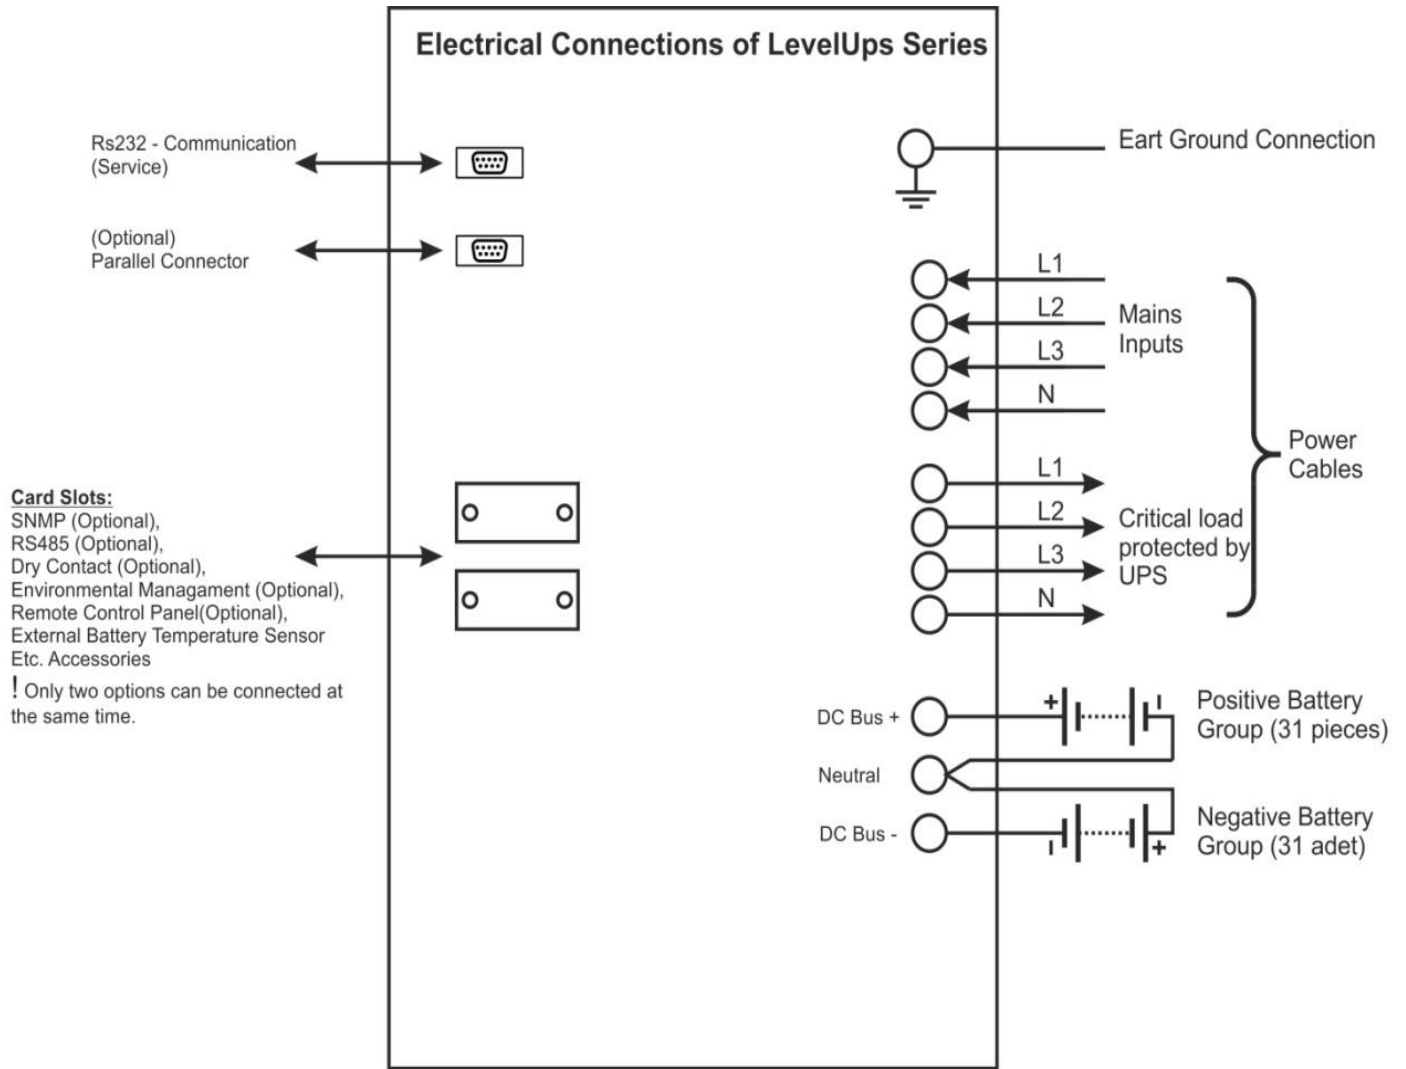 Electrical Connections of LevelUps Series
Rs232 - Communication
(Service)
(Optional)
Parallel Connector
Card Slots:
SNMP (Optional),
RS485 (Optional),
Dry Contact (Optional),
Environmental Managament (Optional),
Remote Control Panel(Optional),
External Battery Temperature Sensor
Etc. Accessories
! Only two options can be connected at
the same time.
Eart Ground Connection
L1
L2
L3
N
Mains
Inputs
L1
L2
L3
N
Critical load
protected by
UPS
Power
Cables
DC Bus +
Neutral
DC Bus -
+ -
Positive Battery
Group (31 pieces)
- +
Negative Battery
Group (31 adet)